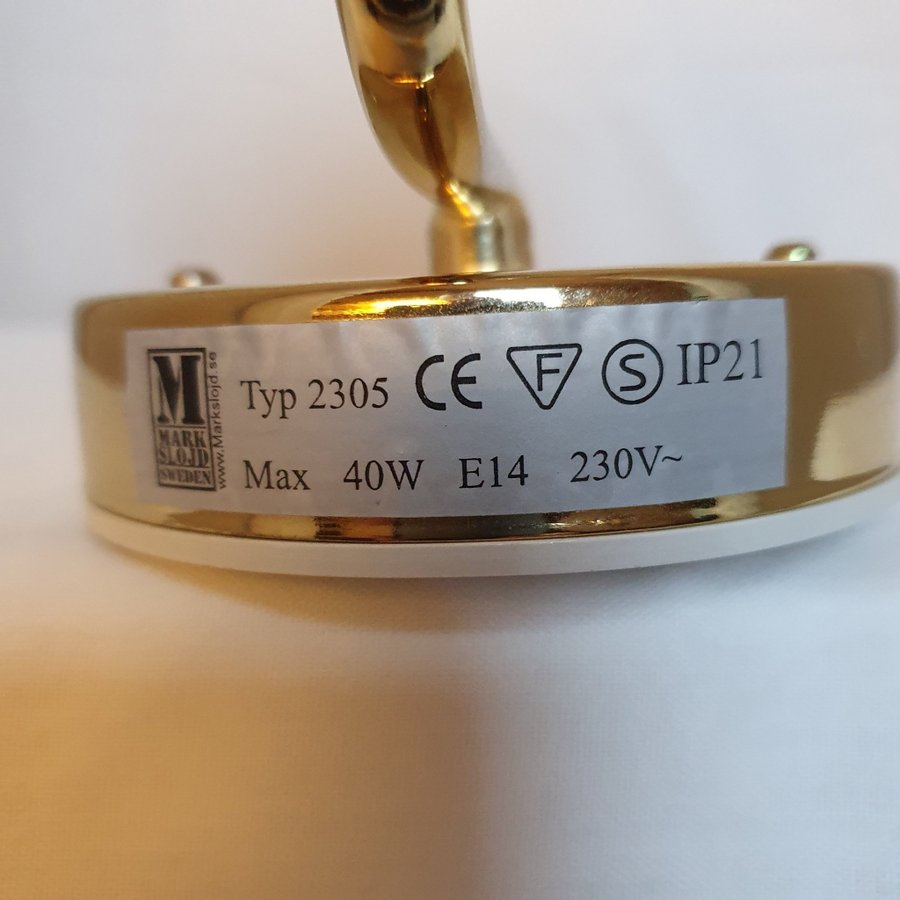 M
MARK
SLOJD
SWEDEN
www.Markslojd.se
Typ 2305 CE F S IP21
Max 40W E14 230V~